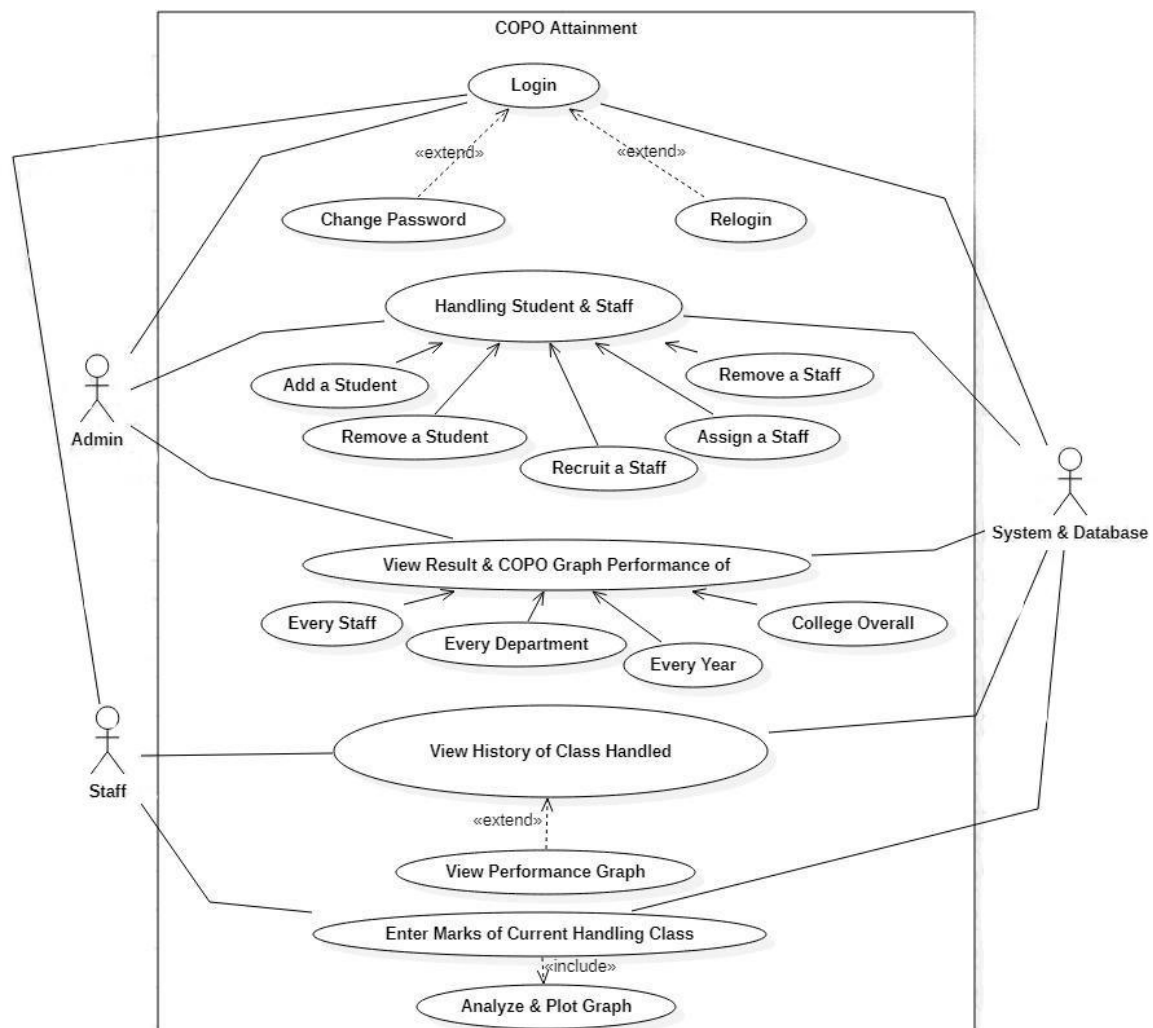 COPO Attainment
Login
«extend»
«extend»
Change Password
Relogin
Handling Student & Staff
Add a Student
Remove a Staff
Remove a Student
Assign a Staff
Recruit a Staff
Admin
System & Database
View Result & COPO Graph Performance of
Every Staff
College Overall
Every Department
Every Year
View History of Class Handled
Staff
«extend»
View Performance Graph
Enter Marks of Current Handling Class
«include»
Analyze & Plot Graph